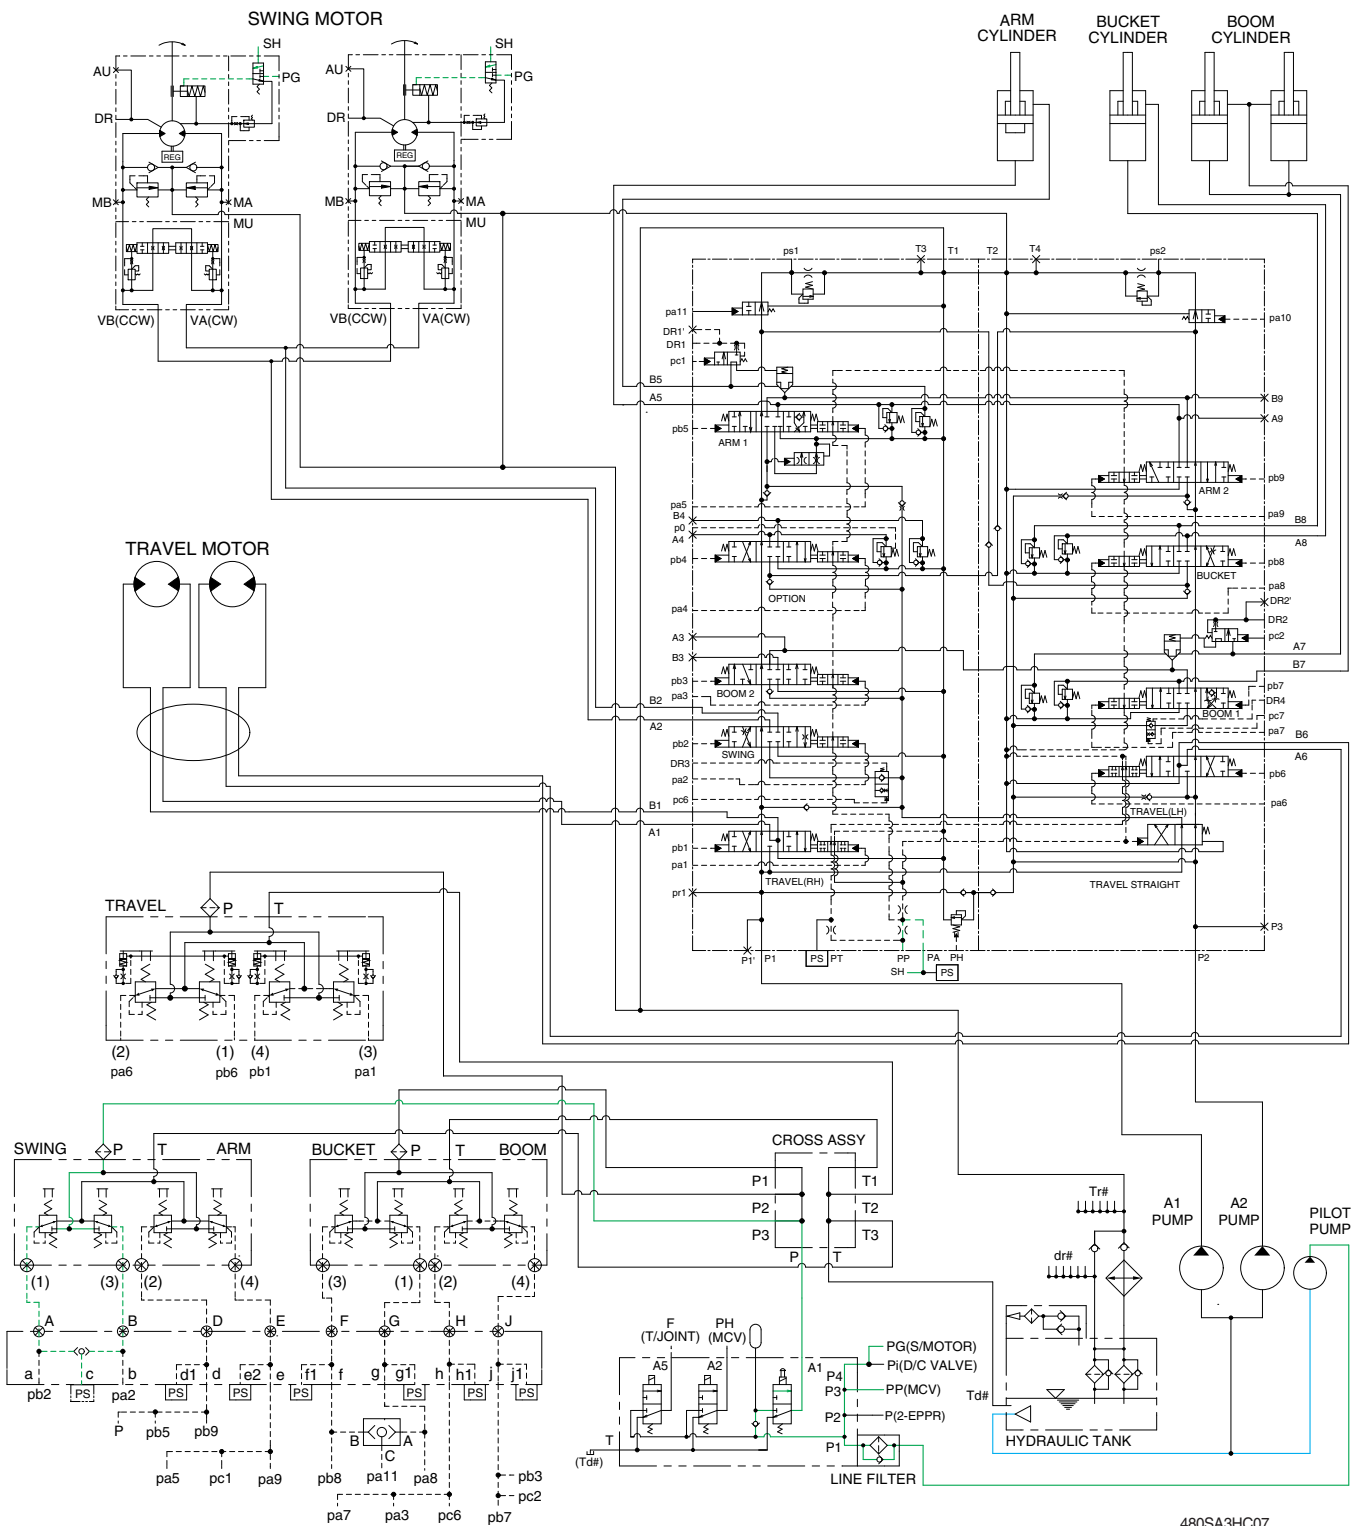 SWING MOTOR
SH
AU
PG
DR
REG
MB
MA
MU
VB(CCW)
VA(CW)
SH
AU
PG
DR
REG
MB
MA
MU
VB(CCW)
VA(CW)
ARM
CYLINDER
BUCKET
CYLINDER
BOOM
CYLINDER
ps1
T3
T1
T2
T4
ps2
pa11
DR1'
DR1
pc1
B5
A5
pb5
ARM 1
pa5
B4
p0
A4
pb4
OPTION
pa4
A3
B3
pb3
BOOM 2
pa3
B2
A2
pb2
SWING
DR3
pa2
pc6
B1
A1
pb1
pa1
TRAVEL(RH)
pr1
P1'
P1
PS
PT
PP
PA
PH
SH
PS
P2
pa10
B9
A9
pb9
ARM 2
pa9
B8
A8
pb8
BUCKET
pa8
DR2'
DR2
pc2
A7
B7
pb7
DR4
BOOM 1
pc7
pa7
B6
A6
pb6
pa6
TRAVEL(LH)
TRAVEL STRAIGHT
P3
TRAVEL MOTOR
TRAVEL
P
T
(2)
(1)
(4)
(3)
pa6
pb6
pb1
pa1
SWING
P
T
ARM
(1)
(3)
(2)
(4)
BUCKET
P
T
BOOM
(3)
(1)
(2)
(4)
A
B
D
E
F
G
H
J
a
c
b
d1
d
e2
e
f1
f
g
g1
h
h1
j
j1
PS
PS
PS
PS
PS
PS
pb2
pa2
P
pb5
pb9
pa5
pc1
pa9
B
A
C
pb8
pa11
pa8
pa7
pa3
pc6
pb3
pc2
pb7
CROSS ASSY
P1
T1
P2
T2
P3
T3
P
T
F
(T/JOINT)
PH
(MCV)
A5
A2
A1
P4
P3
P2
P1
T
(Td#)
PG(S/MOTOR)
Pi(D/C VALVE)
PP(MCV)
P(2-EPPR)
LINE FILTER
Tr#
dr#
Td#
HYDRAULIC TANK
A1
PUMP
A2
PUMP
PILOT
PUMP
480SA3HC07